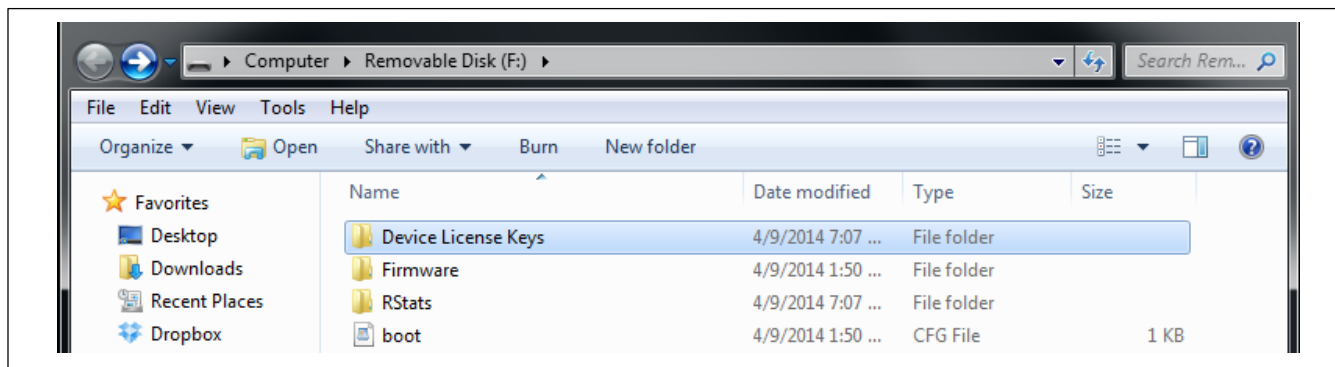 Computer Removable Disk (F:) Search Rem...
File Edit View Tools Help
Organize Open Share with Burn New folder
Favorites Name Date modified Type Size
Desktop Device License Keys 4/9/2014 7:07 ... File folder
Downloads Firmware 4/9/2014 1:50 ... File folder
Recent Places RStats 4/9/2014 7:07 ... File folder
Dropbox boot 4/9/2014 1:50 ... CFG File 1 KB